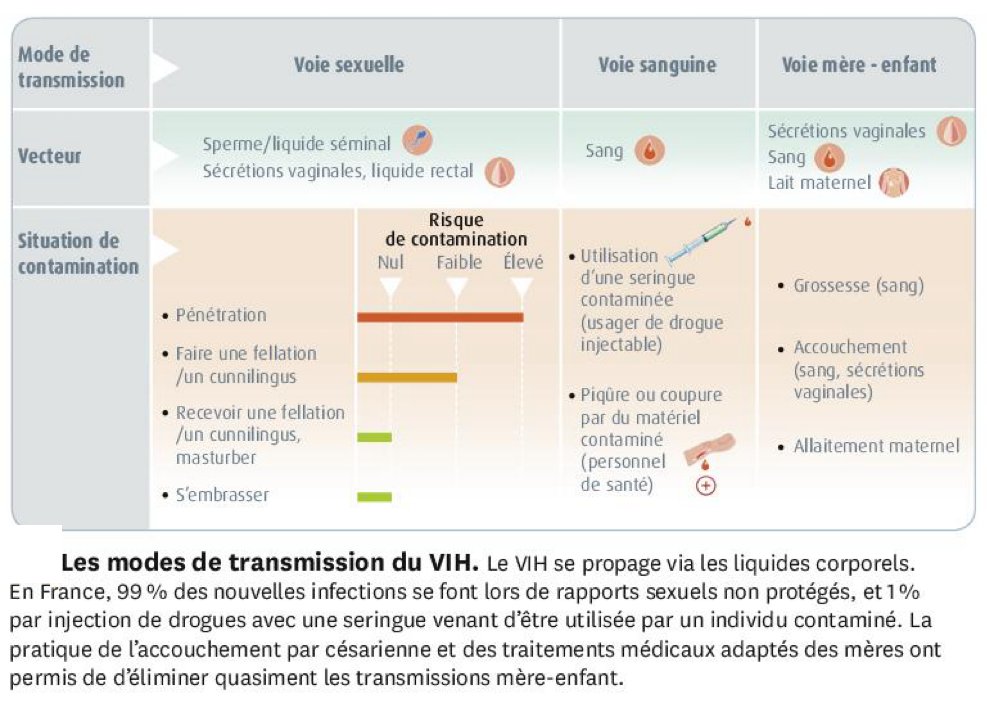 Mode de transmission
Voie sexuelle
Voie sanguine
Voie mère - enfant
Vecteur
Sperme/liquide séminal
Sécrétions vaginales, liquide rectal
Sang
Sécrétions vaginales
Sang
Lait maternel
Situation de contamination
Risque
de contamination
Nul Faible Élevé
• Pénétration
• Faire une fellation
/un cunnilingus
• Recevoir une fellation
/un cunnilingus,
masturber
• S’embrasser
• Utilisation
d’une seringue
contaminée
(usager de drogue
injectable)
• Piqûre ou coupure
par du matériel
contaminé
(personnel
de santé)
• Grossesse (sang)
• Accouchement
(sang, sécrétions
vaginales)
• Allaitement maternel
Les modes de transmission du VIH. Le VIH se propage via les liquides corporels.
En France, 99 % des nouvelles infections se font lors de rapports sexuels non protégés, et 1 %
par injection de drogues avec une seringue venant d’être utilisée par un individu contaminé. La
pratique de l’accouchement par césarienne et des traitements médicaux adaptés des mères ont
permis de d’éliminer quasiment les transmissions mère-enfant.